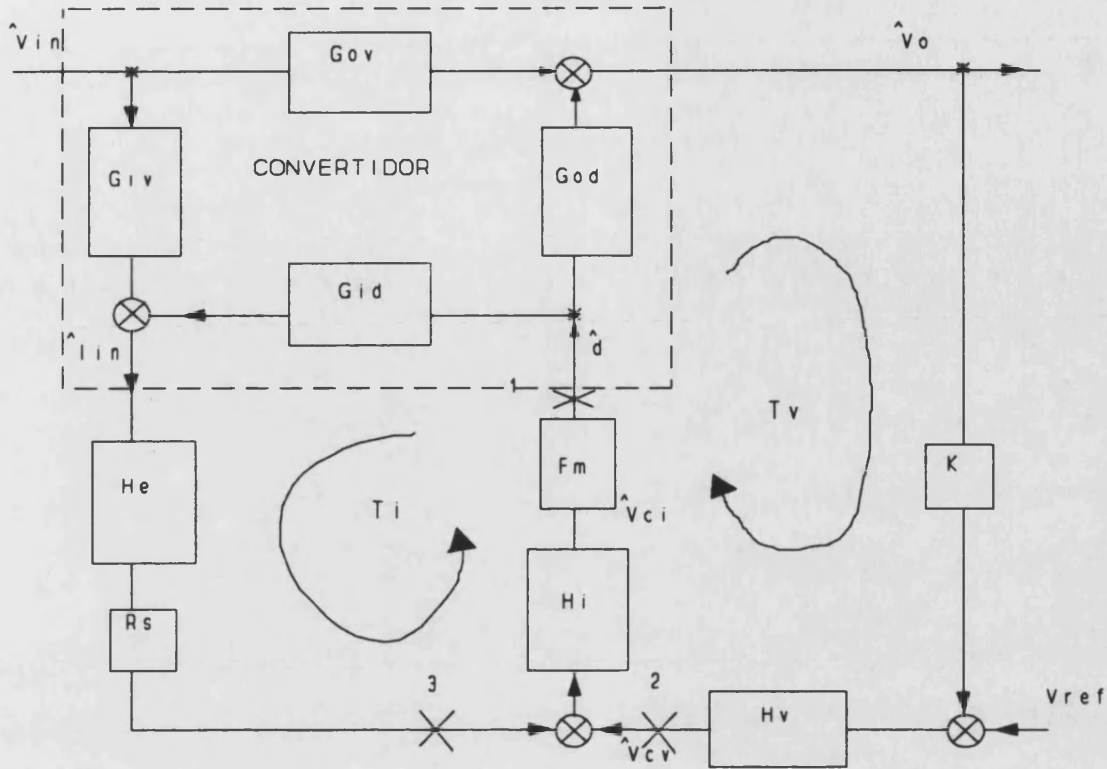 ^Vin
Gov
^Vo
Giv
CONVERTIDOR
God
Gid
^Iin
^d
1
Tv
He
Ti
Fm
^Vci
K
Rs
Hi
3
2
Hv
Vref
^Vcv